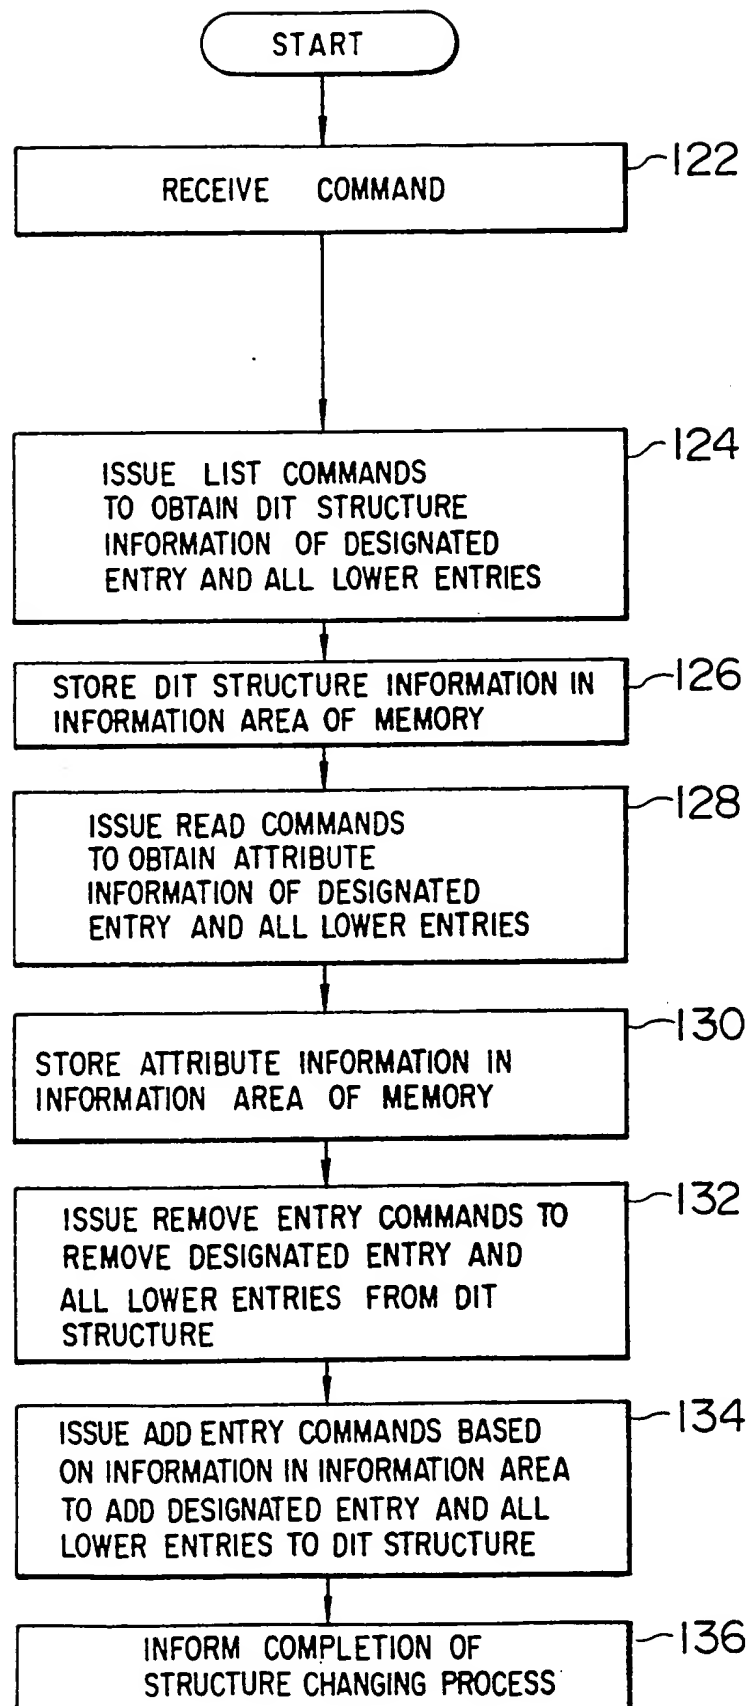 START
122
RECEIVE COMMAND
124
ISSUE LIST COMMANDS
TO OBTAIN DIT STRUCTURE
INFORMATION OF DESIGNATED
ENTRY AND ALL LOWER ENTRIES
126
STORE DIT STRUCTURE INFORMATION IN
INFORMATION AREA OF MEMORY
128
ISSUE READ COMMANDS
TO OBTAIN ATTRIBUTE
INFORMATION OF DESIGNATED
ENTRY AND ALL LOWER ENTRIES
130
STORE ATTRIBUTE INFORMATION IN
INFORMATION AREA OF MEMORY
132
ISSUE REMOVE ENTRY COMMANDS TO
REMOVE DESIGNATED ENTRY AND
ALL LOWER ENTRIES FROM DIT
STRUCTURE
134
ISSUE ADD ENTRY COMMANDS BASED
ON INFORMATION IN INFORMATION AREA
TO ADD DESIGNATED ENTRY AND ALL
LOWER ENTRIES TO DIT STRUCTURE
136
INFORM COMPLETION OF
STRUCTURE CHANGING PROCESS